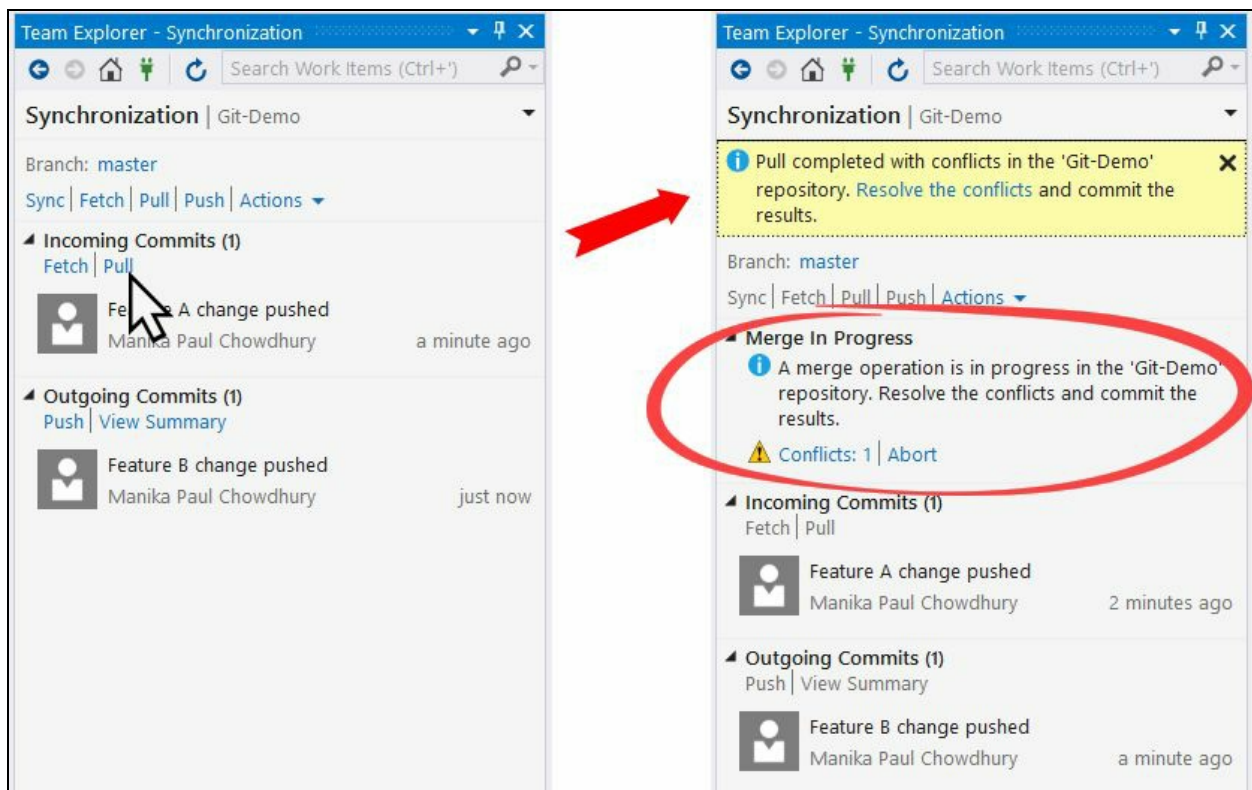 Team Explorer - Synchronization
Search Work Items (Ctrl+')
Synchronization | Git-Demo
Branch: master
Sync | Fetch | Pull | Push | Actions
Incoming Commits (1)
Fetch | Pull
Feature A change pushed
Manika Paul Chowdhury a minute ago
Outgoing Commits (1)
Push | View Summary
Feature B change pushed
Manika Paul Chowdhury just now
Team Explorer - Synchronization
Search Work Items (Ctrl+')
Synchronization | Git-Demo
Pull completed with conflicts in the 'Git-Demo'
repository. Resolve the conflicts and commit the
results.
Branch: master
Sync | Fetch | Pull | Push | Actions
Merge In Progress
A merge operation is in progress in the 'Git-Demo'
repository. Resolve the conflicts and commit the
results.
Conflicts: 1 | Abort
Incoming Commits (1)
Fetch | Pull
Feature A change pushed
Manika Paul Chowdhury 2 minutes ago
Outgoing Commits (1)
Push | View Summary
Feature B change pushed
Manika Paul Chowdhury a minute ago